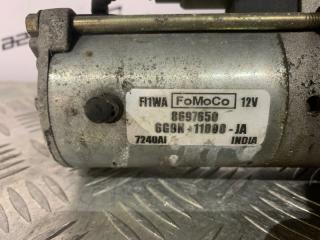 FI1WA FoMoCo 12V
8697650
6G9N-11000-JA
7240AI INDIA